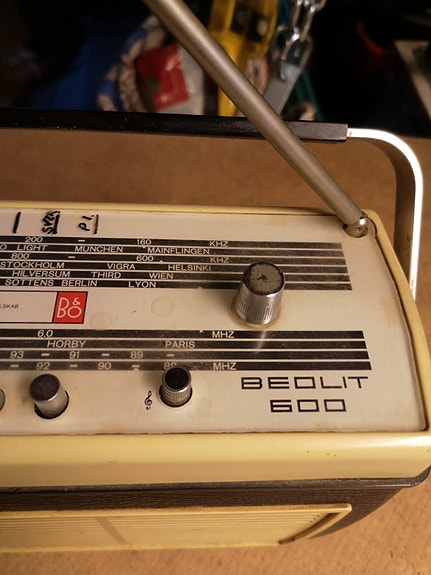 P.1.
200 - 160 KHZ
LIGHT MÜNCHEN MAINFLINGEN
800 - 600 KHZ
STOCKHOLM VIGRA HELSINKI
HILVERSUM THIRD WIEN
SOTTENS BERLIN LYON
B&O
6,0 MHZ
HÖRBY PARIS
93 - 91 - 89
92 - 90 - MHZ
BEOLIT
600